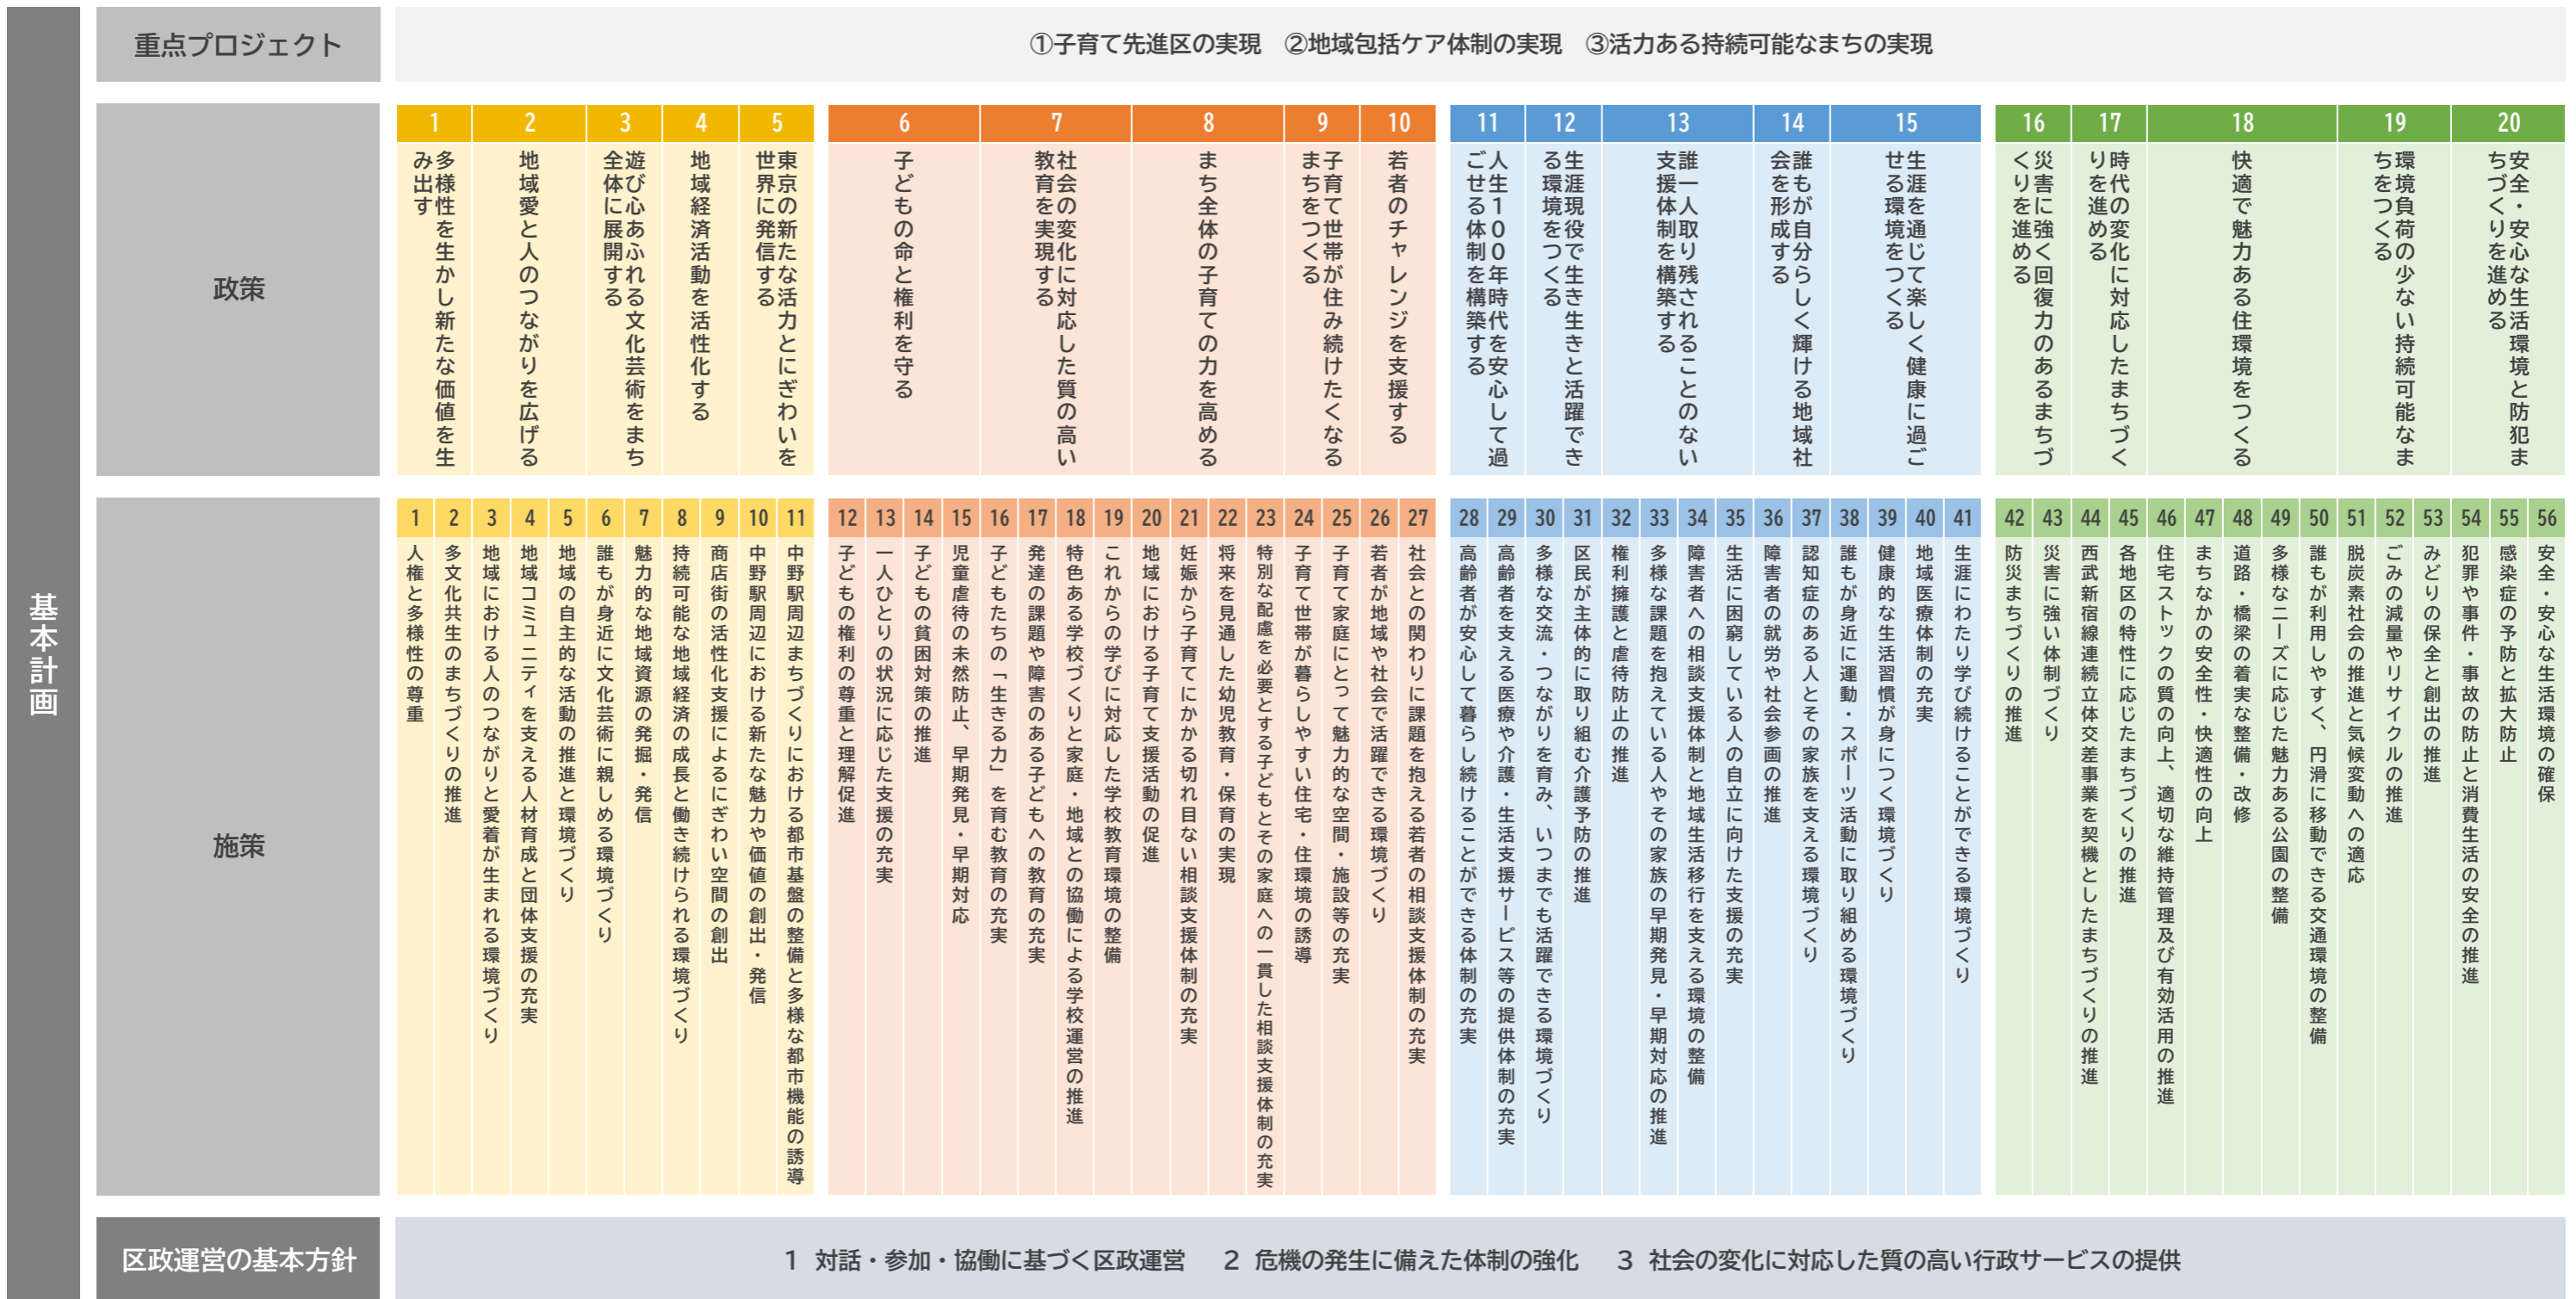 基本計画
重点プロジェクト
①子育て先進区の実現　②地域包括ケア体制の実現　③活力ある持続可能なまちの実現
政策
1
多様性を生かし新たな価値を生
み出す
2
地域愛と人のつながりを広げる
3
遊び心あふれる文化芸術をまち
全体に展開する
4
地域経済活動を活性化する
5
東京の新たな活力とにぎわいを
世界に発信する
6
子どもの命と権利を守る
7
社会の変化に対応した質の高い
教育を実現する
8
まち全体の子育ての力を高める
9
子育て世帯が住み続けたくなる
まちをつくる
10
若者のチャレンジを支援する
11
人生100年時代を安心して過
ごせる体制を構築する
12
生涯現役で生き生きと活躍でき
る環境をつくる
13
誰一人取り残されることのない
支援体制を構築する
14
誰もが自分らしく輝ける地域社
会を形成する
15
生涯を通じて楽しく健康に過ご
せる環境をつくる
16
災害に強く回復力のあるまちづ
くりを進める
17
時代の変化に対応したまちづく
りを進める
18
快適で魅力ある住環境をつくる
19
環境負荷の少ない持続可能なま
ちをつくる
20
安全・安心な生活環境と防犯ま
ちづくりを進める
施策
1
人権と多様性の尊重
2
多文化共生のまちづくりの推進
3
地域における人のつながりと愛着が生まれる環境づくり
4
地域コミュニティを支える人材育成と団体支援の充実
5
地域の自主的な活動の推進と環境づくり
6
誰もが身近に文化芸術に親しめる環境づくり
7
魅力的な地域資源の発掘・発信
8
持続可能な地域経済の成長と働き続けられる環境づくり
9
商店街の活性化支援によるにぎわい空間の創出
10
中野駅周辺における新たな魅力や価値の創出・発信
11
中野駅周辺まちづくりにおける都市基盤の整備と多様な都市機能の誘導
12
子どもの権利の尊重と理解促進
13
一人ひとりの状況に応じた支援の充実
14
子どもの貧困対策の推進
15
児童虐待の未然防止、早期発見・早期対応
16
子どもたちの「生きる力」を育む教育の充実
17
発達の課題や障害のある子どもへの教育の充実
18
特色ある学校づくりと家庭・地域との協働による学校運営の推進
19
これからの学びに対応した学校教育環境の整備
20
地域における子育て支援活動の促進
21
妊娠から子育てにかかる切れ目ない相談支援体制の充実
22
将来を見通した幼児教育・保育の実現
23
特別な配慮を必要とする子どもとその家庭への一貫した相談支援体制の充実
24
子育て世帯が暮らしやすい住宅・住環境の誘導
25
子育て家庭にとって魅力的な空間・施設等の充実
26
若者が地域や社会で活躍できる環境づくり
27
社会との関わりに課題を抱える若者の相談支援体制の充実
28
高齢者が安心して暮らし続けることができる体制の充実
29
高齢者を支える医療や介護・生活支援サービス等の提供体制の充実
30
多様な交流・つながりを育み、いつまでも活躍できる環境づくり
31
区民が主体的に取り組む介護予防の推進
32
権利擁護と虐待防止の推進
33
多様な課題を抱えている人やその家族の早期発見・早期対応の推進
34
障害者への相談支援体制と地域生活移行を支える環境の整備
35
生活に困窮している人の自立に向けた支援の充実
36
障害者の就労や社会参画の推進
37
認知症のある人とその家族を支える環境づくり
38
誰もが身近に運動・スポーツ活動に取り組める環境づくり
39
健康的な生活習慣が身につく環境づくり
40
地域医療体制の充実
41
生涯にわたり学び続けることができる環境づくり
42
防災まちづくりの推進
43
災害に強い体制づくり
44
西武新宿線連続立体交差事業を契機としたまちづくりの推進
45
各地区の特性に応じたまちづくりの推進
46
住宅ストックの質の向上、適切な維持管理及び有効活用の推進
47
まちなかの安全性・快適性の向上
48
道路・橋梁の着実な整備・改修
49
多様なニーズに応じた魅力ある公園の整備
50
誰もが利用しやすく、円滑に移動できる交通環境の整備
51
脱炭素社会の推進と気候変動への適応
52
ごみの減量やリサイクルの推進
53
みどりの保全と創出の推進
54
犯罪や事件・事故の防止と消費生活の安全の推進
55
感染症の予防と拡大防止
56
安全・安心な生活環境の確保
区政運営の基本方針
1 対話・参加・協働に基づく区政運営　2 危機の発生に備えた体制の強化　3 社会の変化に対応した質の高い行政サービスの提供